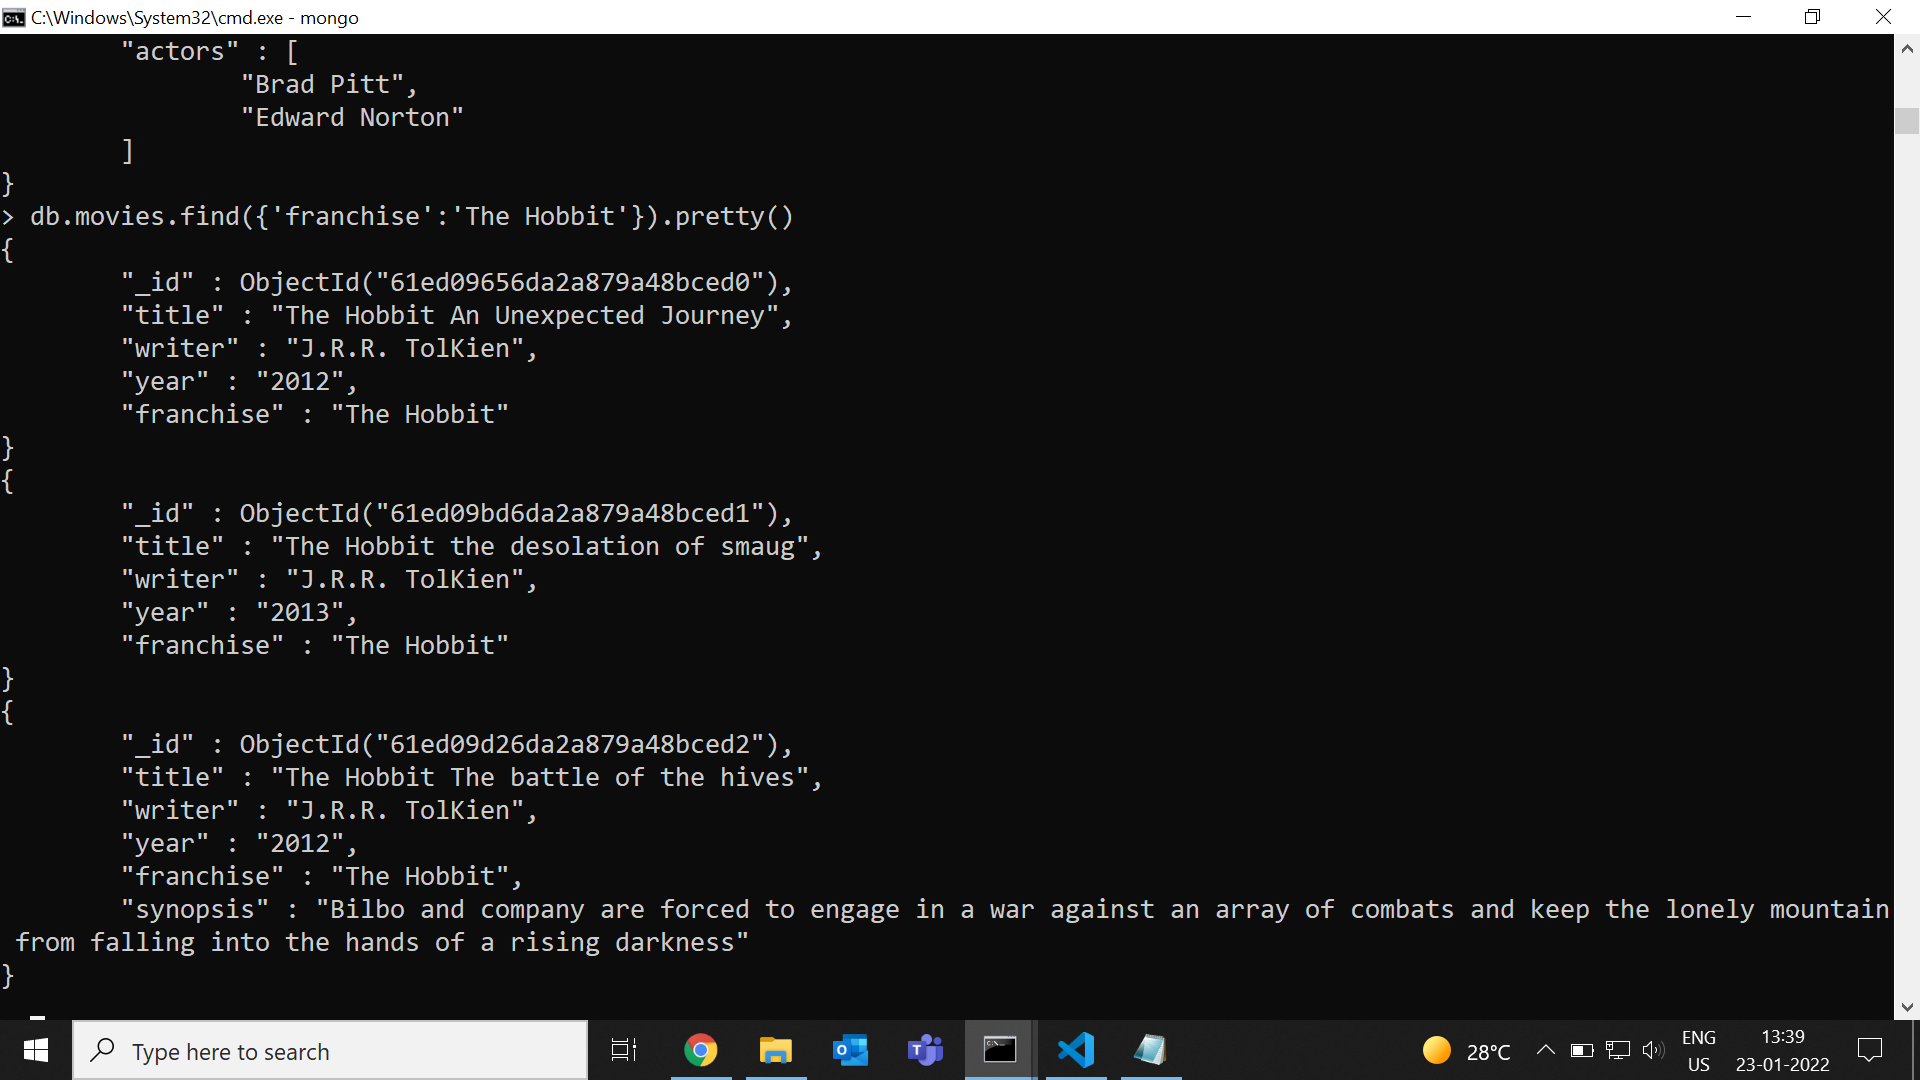 C:\Windows\System32\cmd.exe - mongo
"actors" : [
"Brad Pitt",
"Edward Norton"
]
}
> db.movies.find({'franchise':'The Hobbit'}).pretty()
{
"_id" : ObjectId("61ed09656da2a879a48bced0"),
"title" : "The Hobbit An Unexpected Journey",
"writer" : "J.R.R. TolKien",
"year" : "2012",
"franchise" : "The Hobbit"
}
{
"_id" : ObjectId("61ed09bd6da2a879a48bced1"),
"title" : "The Hobbit the desolation of smaug",
"writer" : "J.R.R. TolKien",
"year" : "2013",
"franchise" : "The Hobbit"
}
{
"_id" : ObjectId("61ed09d26da2a879a48bced2"),
"title" : "The Hobbit The battle of the hives",
"writer" : "J.R.R. TolKien",
"year" : "2012",
"franchise" : "The Hobbit",
"synopsis" : "Bilbo and company are forced to engage in a war against an array of combats and keep the lonely mountain
from falling into the hands of a rising darkness"
}
Type here to search
28°C
ENG
US
13:39
23-01-2022